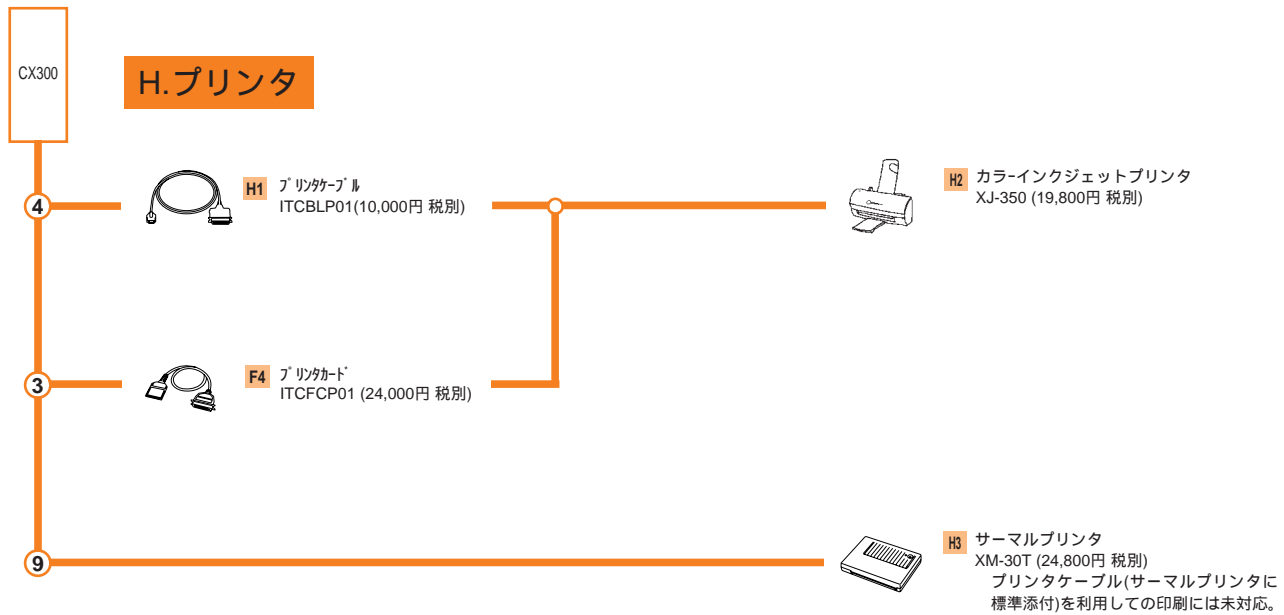 CX300
H.プリンタ
4
H1 プリンタケーブル
ITCBLP01(10,000円 税別)
H2 カラーインクジェットプリンタ
XJ-350 (19,800円 税別)
3
F4 プリンタカード
ITCFCP01 (24,000円 税別)
9
H3 サーマルプリンタ
XM-30T (24,800円 税別)
プリンタケーブル(サーマルプリンタに
標準添付)を利用しての印刷には未対応。